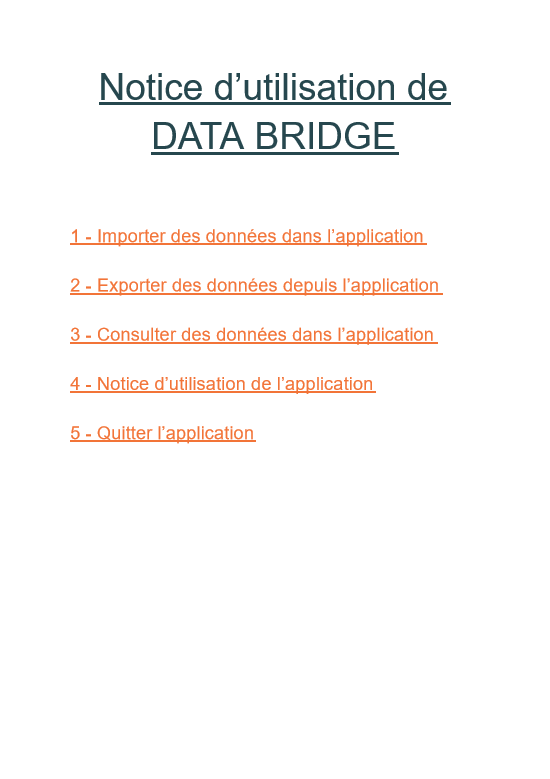 Notice d’utilisation de
DATA BRIDGE
1 - Importer des données dans l’application
2 - Exporter des données depuis l’application
3 - Consulter des données dans l’application
4 - Notice d’utilisation de l’application
5 - Quitter l’application